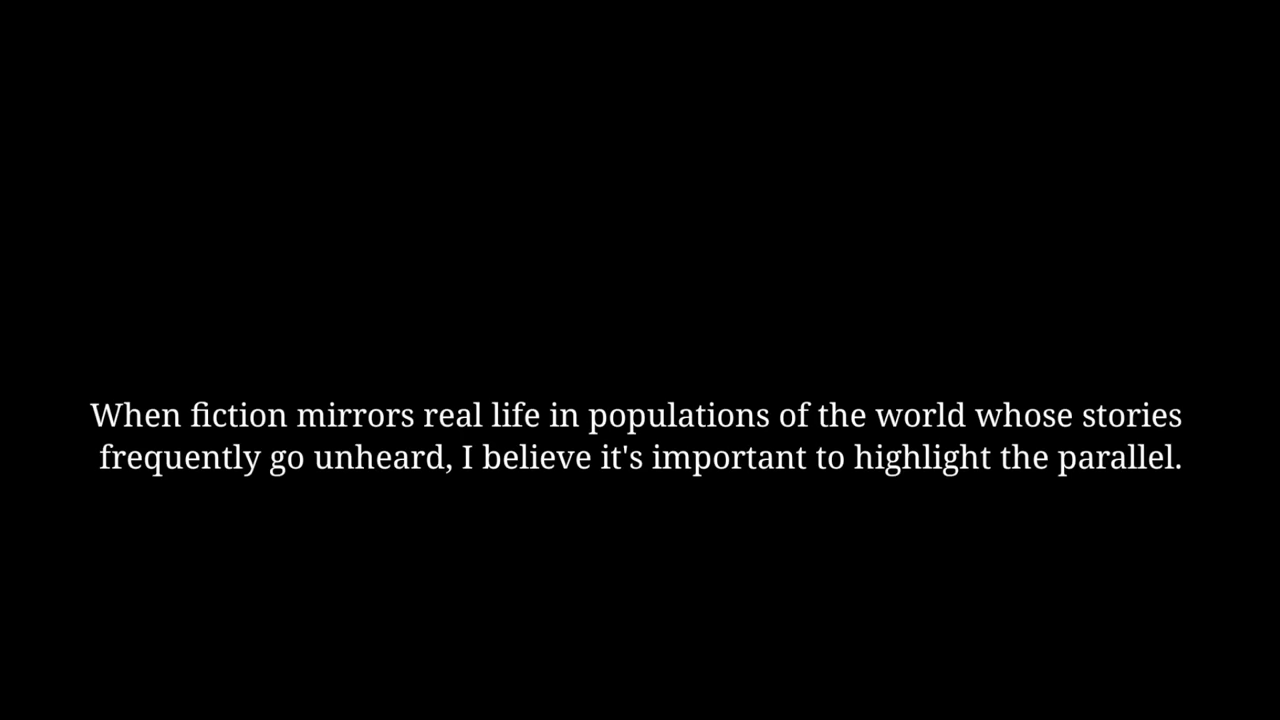 When fiction mirrors real life in populations of the world whose stories
frequently go unheard, I believe it's important to highlight the parallel.